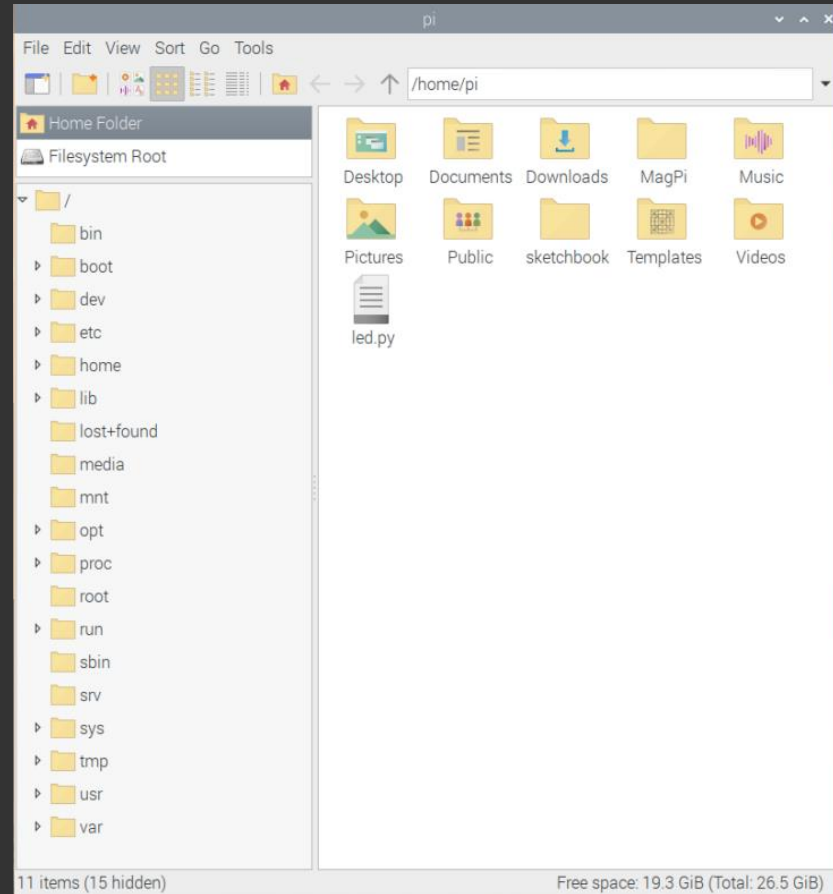 pi
File Edit View Sort Go Tools
/home/pi
Home Folder
Filesystem Root
/
bin
boot
dev
etc
home
lib
lost+found
media
mnt
opt
proc
root
run
sbin
srv
sys
tmp
usr
var
Desktop Documents Downloads MagPi Music
Pictures Public sketchbook Templates Videos
led.py
11 items (15 hidden) Free space: 19.3 GiB (Total: 26.5 GiB)